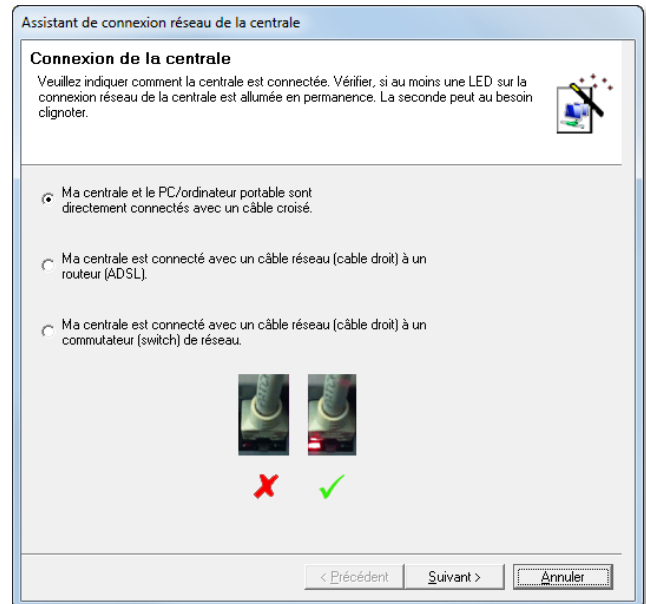 Assistant de connexion réseau de la centrale
Connexion de la centrale
Veuillez indiquer comment la centrale est connectée. Vérifier, si au moins une LED sur la
connexion réseau de la centrale est allumée en permanence. La seconde peut au besoin
clignoter.
Ma centrale et le PC/ordinateur portable sont
directement connectés avec un câble croisé.
Ma centrale est connecté avec un câble réseau (cable droit) à un
routeur (ADSL).
Ma centrale est connecté avec un câble réseau (câble droit) à un
commutateur (switch) de réseau.
< Précédent
Suivant >
Annuler